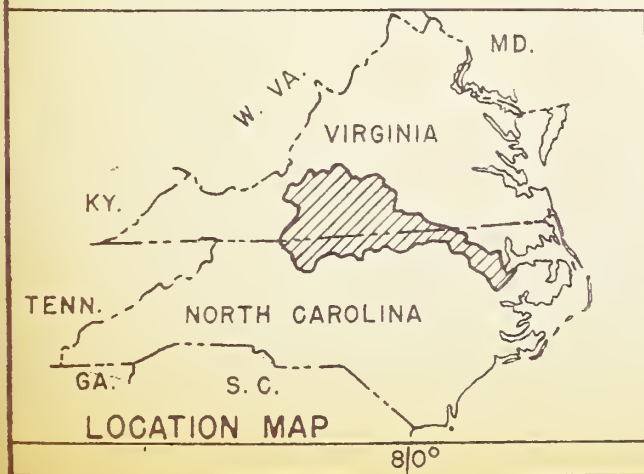 MD.
W. VA.
VIRGINIA
KY.
TENN.
NORTH CAROLINA
GA.
S. C.
LOCATION MAP
80°